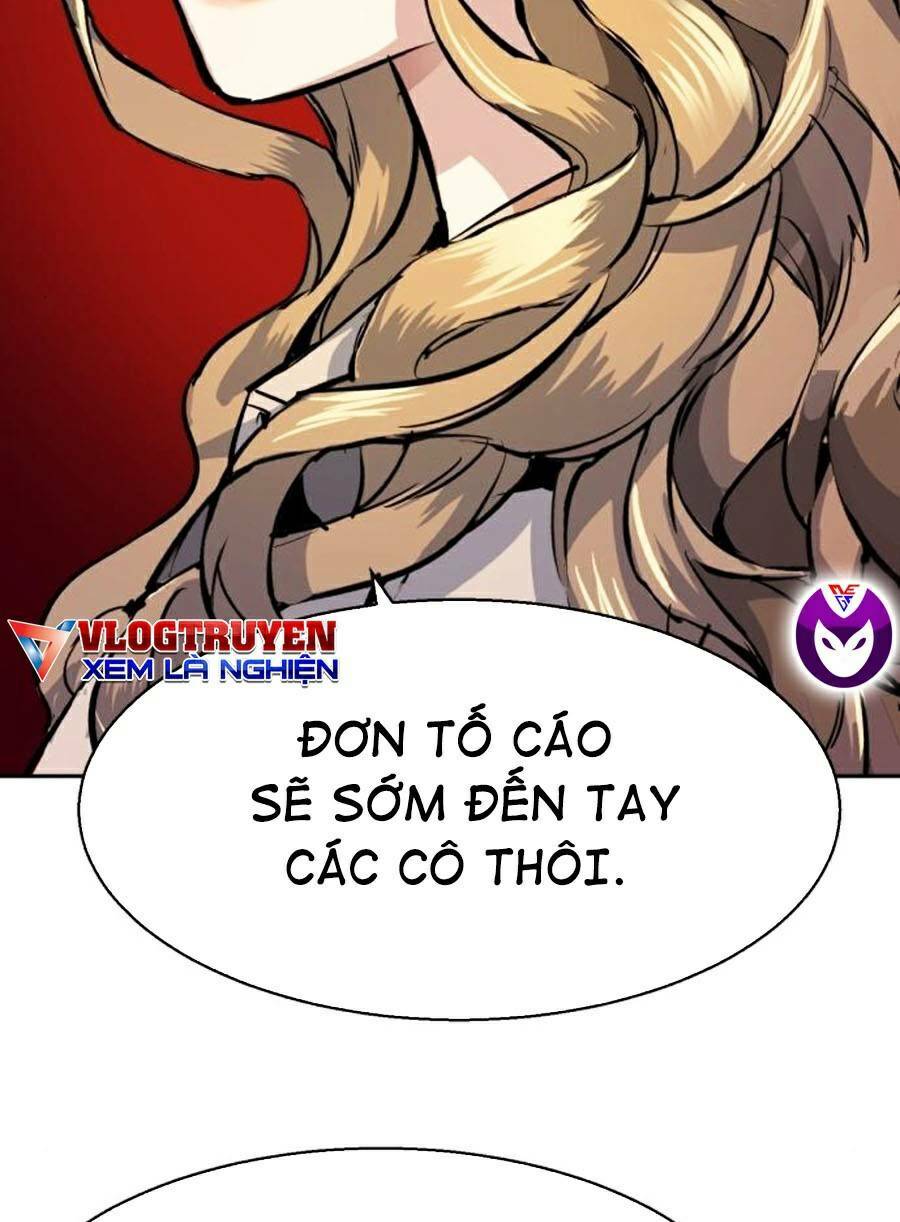 VLOGTRUYEN
XEM LÀ NGHIỆN
ĐƠN TỐ CÁO
SẼ SỚM ĐẾN TAY
CÁC CÔ THÔI.